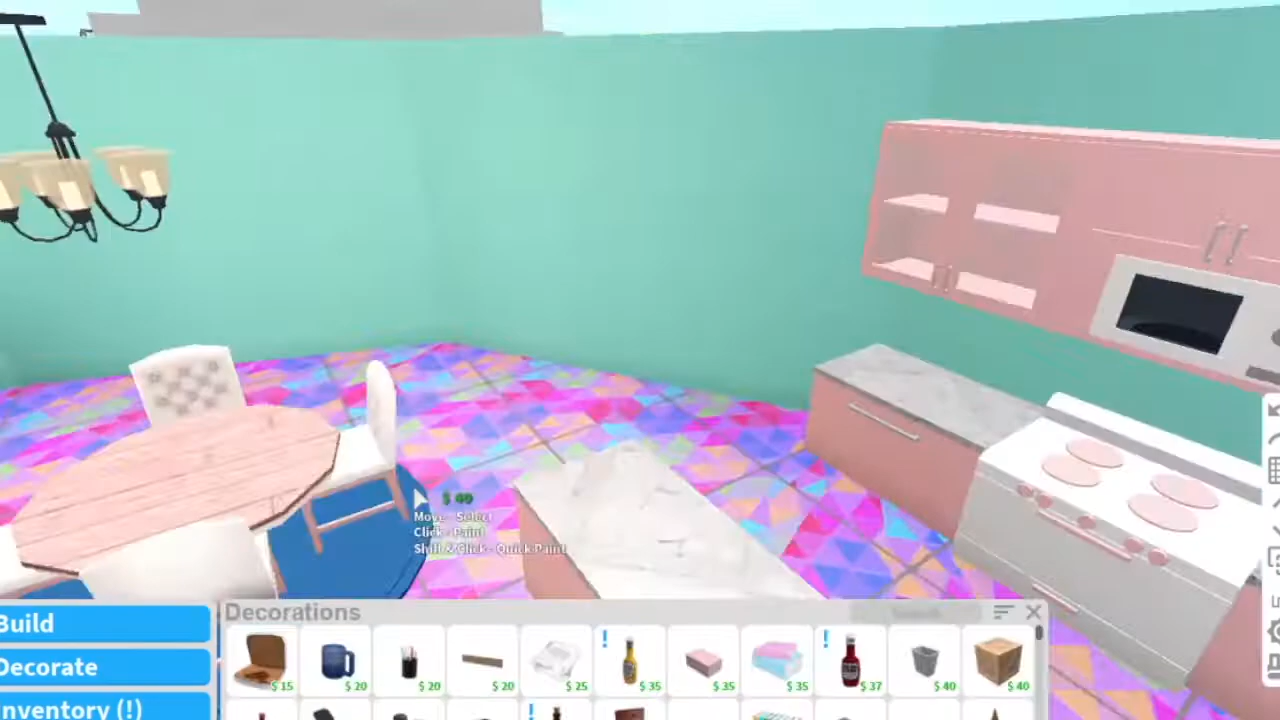 $ 40
Move - Select
Click - Paint
Shift & Click - Quick Paint
Build
Decorations
Decorate
$ 15
$ 20
$ 20
$ 20
$ 25
$ 35
$ 35
$ 35
$ 37
$ 40
$ 40
nventory (!)